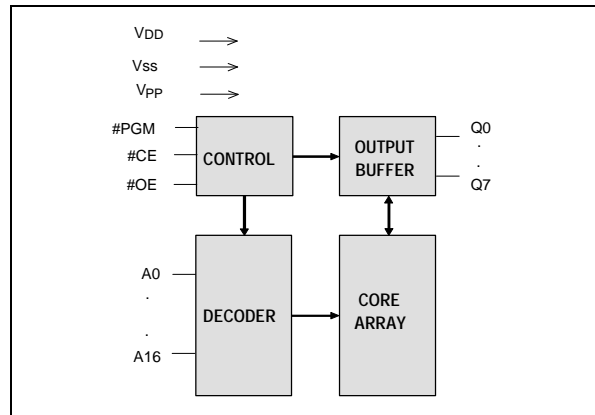 VDD
Vss
VPP
#PGM
#CE
#OE
CONTROL
OUTPUT
BUFFER
Q0
.
.
Q7
A0
.
.
A16
DECODER
CORE
ARRAY